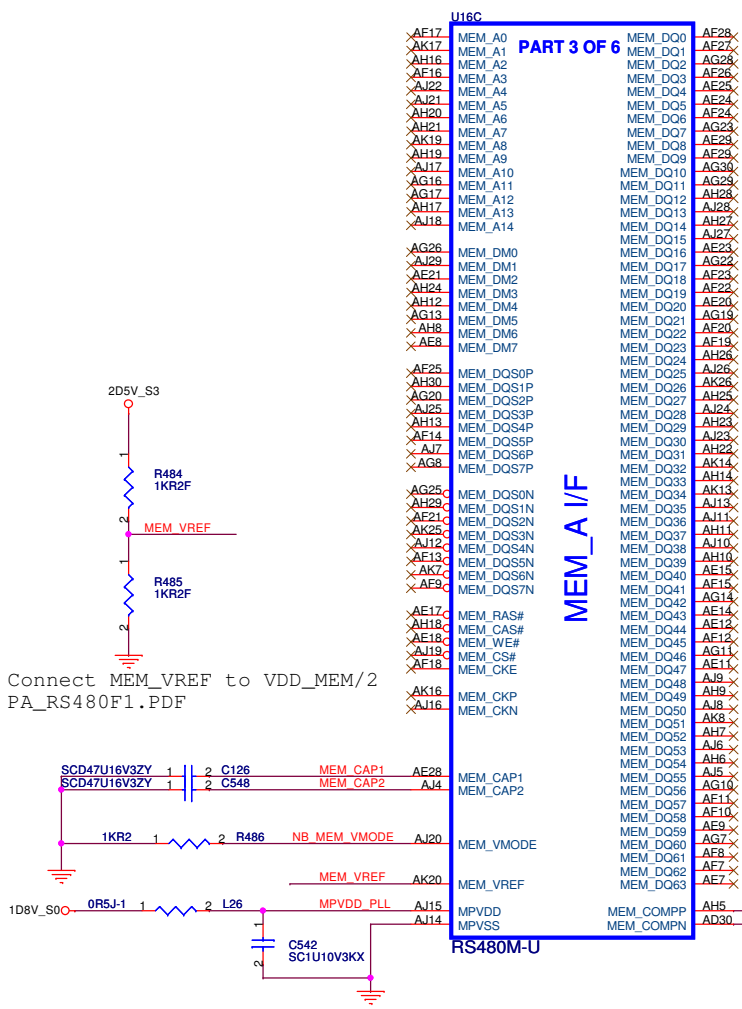 U16C
PART 3 OF 6
AF17 MEM_A0
AK17 MEM_A1
AH16 MEM_A2
AF16 MEM_A3
AJ22 MEM_A4
AJ21 MEM_A5
AH20 MEM_A6
AH21 MEM_A7
AK19 MEM_A8
AH19 MEM_A9
AJ17 MEM_A10
AG16 MEM_A11
AG17 MEM_A12
AH17 MEM_A13
AJ18 MEM_A14
AG26 MEM_DM0
AJ29 MEM_DM1
AE21 MEM_DM2
AH24 MEM_DM3
AH12 MEM_DM4
AG13 MEM_DM5
AH8 MEM_DM6
AE8 MEM_DM7
AF25 MEM_DQS0P
AH30 MEM_DQS1P
AG20 MEM_DQS2P
AJ25 MEM_DQS3P
AH13 MEM_DQS4P
AF14 MEM_DQS5P
AJ7 MEM_DQS6P
AG8 MEM_DQS7P
AG25 MEM_DQS0N
AH29 MEM_DQS1N
AF21 MEM_DQS2N
AK25 MEM_DQS3N
AJ12 MEM_DQS4N
AF13 MEM_DQS5N
AK7 MEM_DQS6N
AF9 MEM_DQS7N
AE17 MEM_RAS#
AH18 MEM_CAS#
AE18 MEM_WE#
AJ19 MEM_CS#
AF18 MEM_CKE
AK16 MEM_CKP
AJ16 MEM_CKN
MEM_A I/F
MEM_DQ0 AF28
MEM_DQ1 AF27
MEM_DQ2 AG28
MEM_DQ3 AF26
MEM_DQ4 AE25
MEM_DQ5 AE24
MEM_DQ6 AF24
MEM_DQ7 AG23
MEM_DQ8 AE29
MEM_DQ9 AF29
MEM_DQ10 AG30
MEM_DQ11 AG29
MEM_DQ12 AH28
MEM_DQ13 AJ28
MEM_DQ14 AH27
MEM_DQ15 AJ27
MEM_DQ16 AE23
MEM_DQ17 AG22
MEM_DQ18 AF23
MEM_DQ19 AF22
MEM_DQ20 AE20
MEM_DQ21 AG19
MEM_DQ22 AF20
MEM_DQ23 AF19
MEM_DQ24 AH26
MEM_DQ25 AJ26
MEM_DQ26 AK26
MEM_DQ27 AH25
MEM_DQ28 AJ24
MEM_DQ29 AH23
MEM_DQ30 AJ23
MEM_DQ31 AH22
MEM_DQ32 AK14
MEM_DQ33 AH14
MEM_DQ34 AK13
MEM_DQ35 AJ13
MEM_DQ36 AJ11
MEM_DQ37 AH11
MEM_DQ38 AJ10
MEM_DQ39 AH10
MEM_DQ40 AE15
MEM_DQ41 AF15
MEM_DQ42 AG14
MEM_DQ43 AE14
MEM_DQ44 AE12
MEM_DQ45 AF12
MEM_DQ46 AG11
MEM_DQ47 AE11
MEM_DQ48 AJ9
MEM_DQ49 AH9
MEM_DQ50 AJ8
MEM_DQ51 AK8
MEM_DQ52 AH7
MEM_DQ53 AJ6
MEM_DQ54 AH6
MEM_DQ55 AJ5
MEM_DQ56 AG10
MEM_DQ57 AF11
MEM_DQ58 AF10
MEM_DQ59 AE9
MEM_DQ60 AG7
MEM_DQ61 AF8
MEM_DQ62 AF7
MEM_DQ63 AE7
MEM_COMPP AH5
MEM_COMPN AD30
2D5V_S3
1
R484
1KR2F
2
MEM_VREF
1
R485
1KR2F
2
Connect MEM_VREF to VDD_MEM/2
PA_RS480F1.PDF
SCD47U16V3ZY 1 2 C126 MEM_CAP1 AE28 MEM_CAP1
SCD47U16V3ZY 1 2 C548 MEM_CAP2 AJ4 MEM_CAP2
1KR2 1 2 R486 NB_MEM_VMODE AJ20 MEM_VMODE
MEM_VREF AK20 MEM_VREF
1D8V_S0 0R5J-1 1 2 L26 MPVDD_PLL AJ15 MPVDD
AJ14 MPVSS
1
C542
SC1U10V3KX
2
RS480M-U